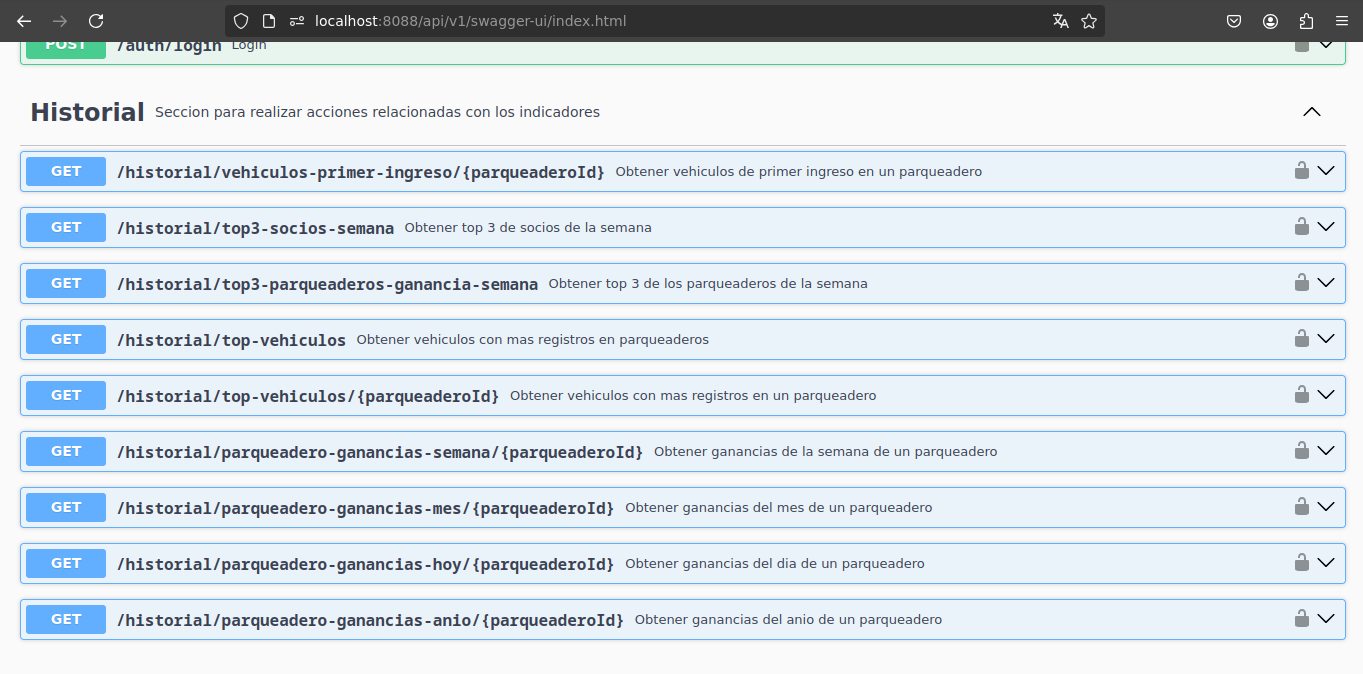 localhost:8088/api/v1/swagger-ui/index.html
POST /auth/login Login
Historial Seccion para realizar acciones relacionadas con los indicadores
GET /historial/vehiculos-primer-ingreso/{parqueaderoId} Obtener vehiculos de primer ingreso en un parqueadero
GET /historial/top3-socios-semana Obtener top 3 de socios de la semana
GET /historial/top3-parqueaderos-ganancia-semana Obtener top 3 de los parqueaderos de la semana
GET /historial/top-vehiculos Obtener vehiculos con mas registros en parqueaderos
GET /historial/top-vehiculos/{parqueaderoId} Obtener vehiculos con mas registros en un parqueadero
GET /historial/parqueadero-ganancias-semana/{parqueaderoId} Obtener ganancias de la semana de un parqueadero
GET /historial/parqueadero-ganancias-mes/{parqueaderoId} Obtener ganancias del mes de un parqueadero
GET /historial/parqueadero-ganancias-hoy/{parqueaderoId} Obtener ganancias del dia de un parqueadero
GET /historial/parqueadero-ganancias-anio/{parqueaderoId} Obtener ganancias del anio de un parqueadero